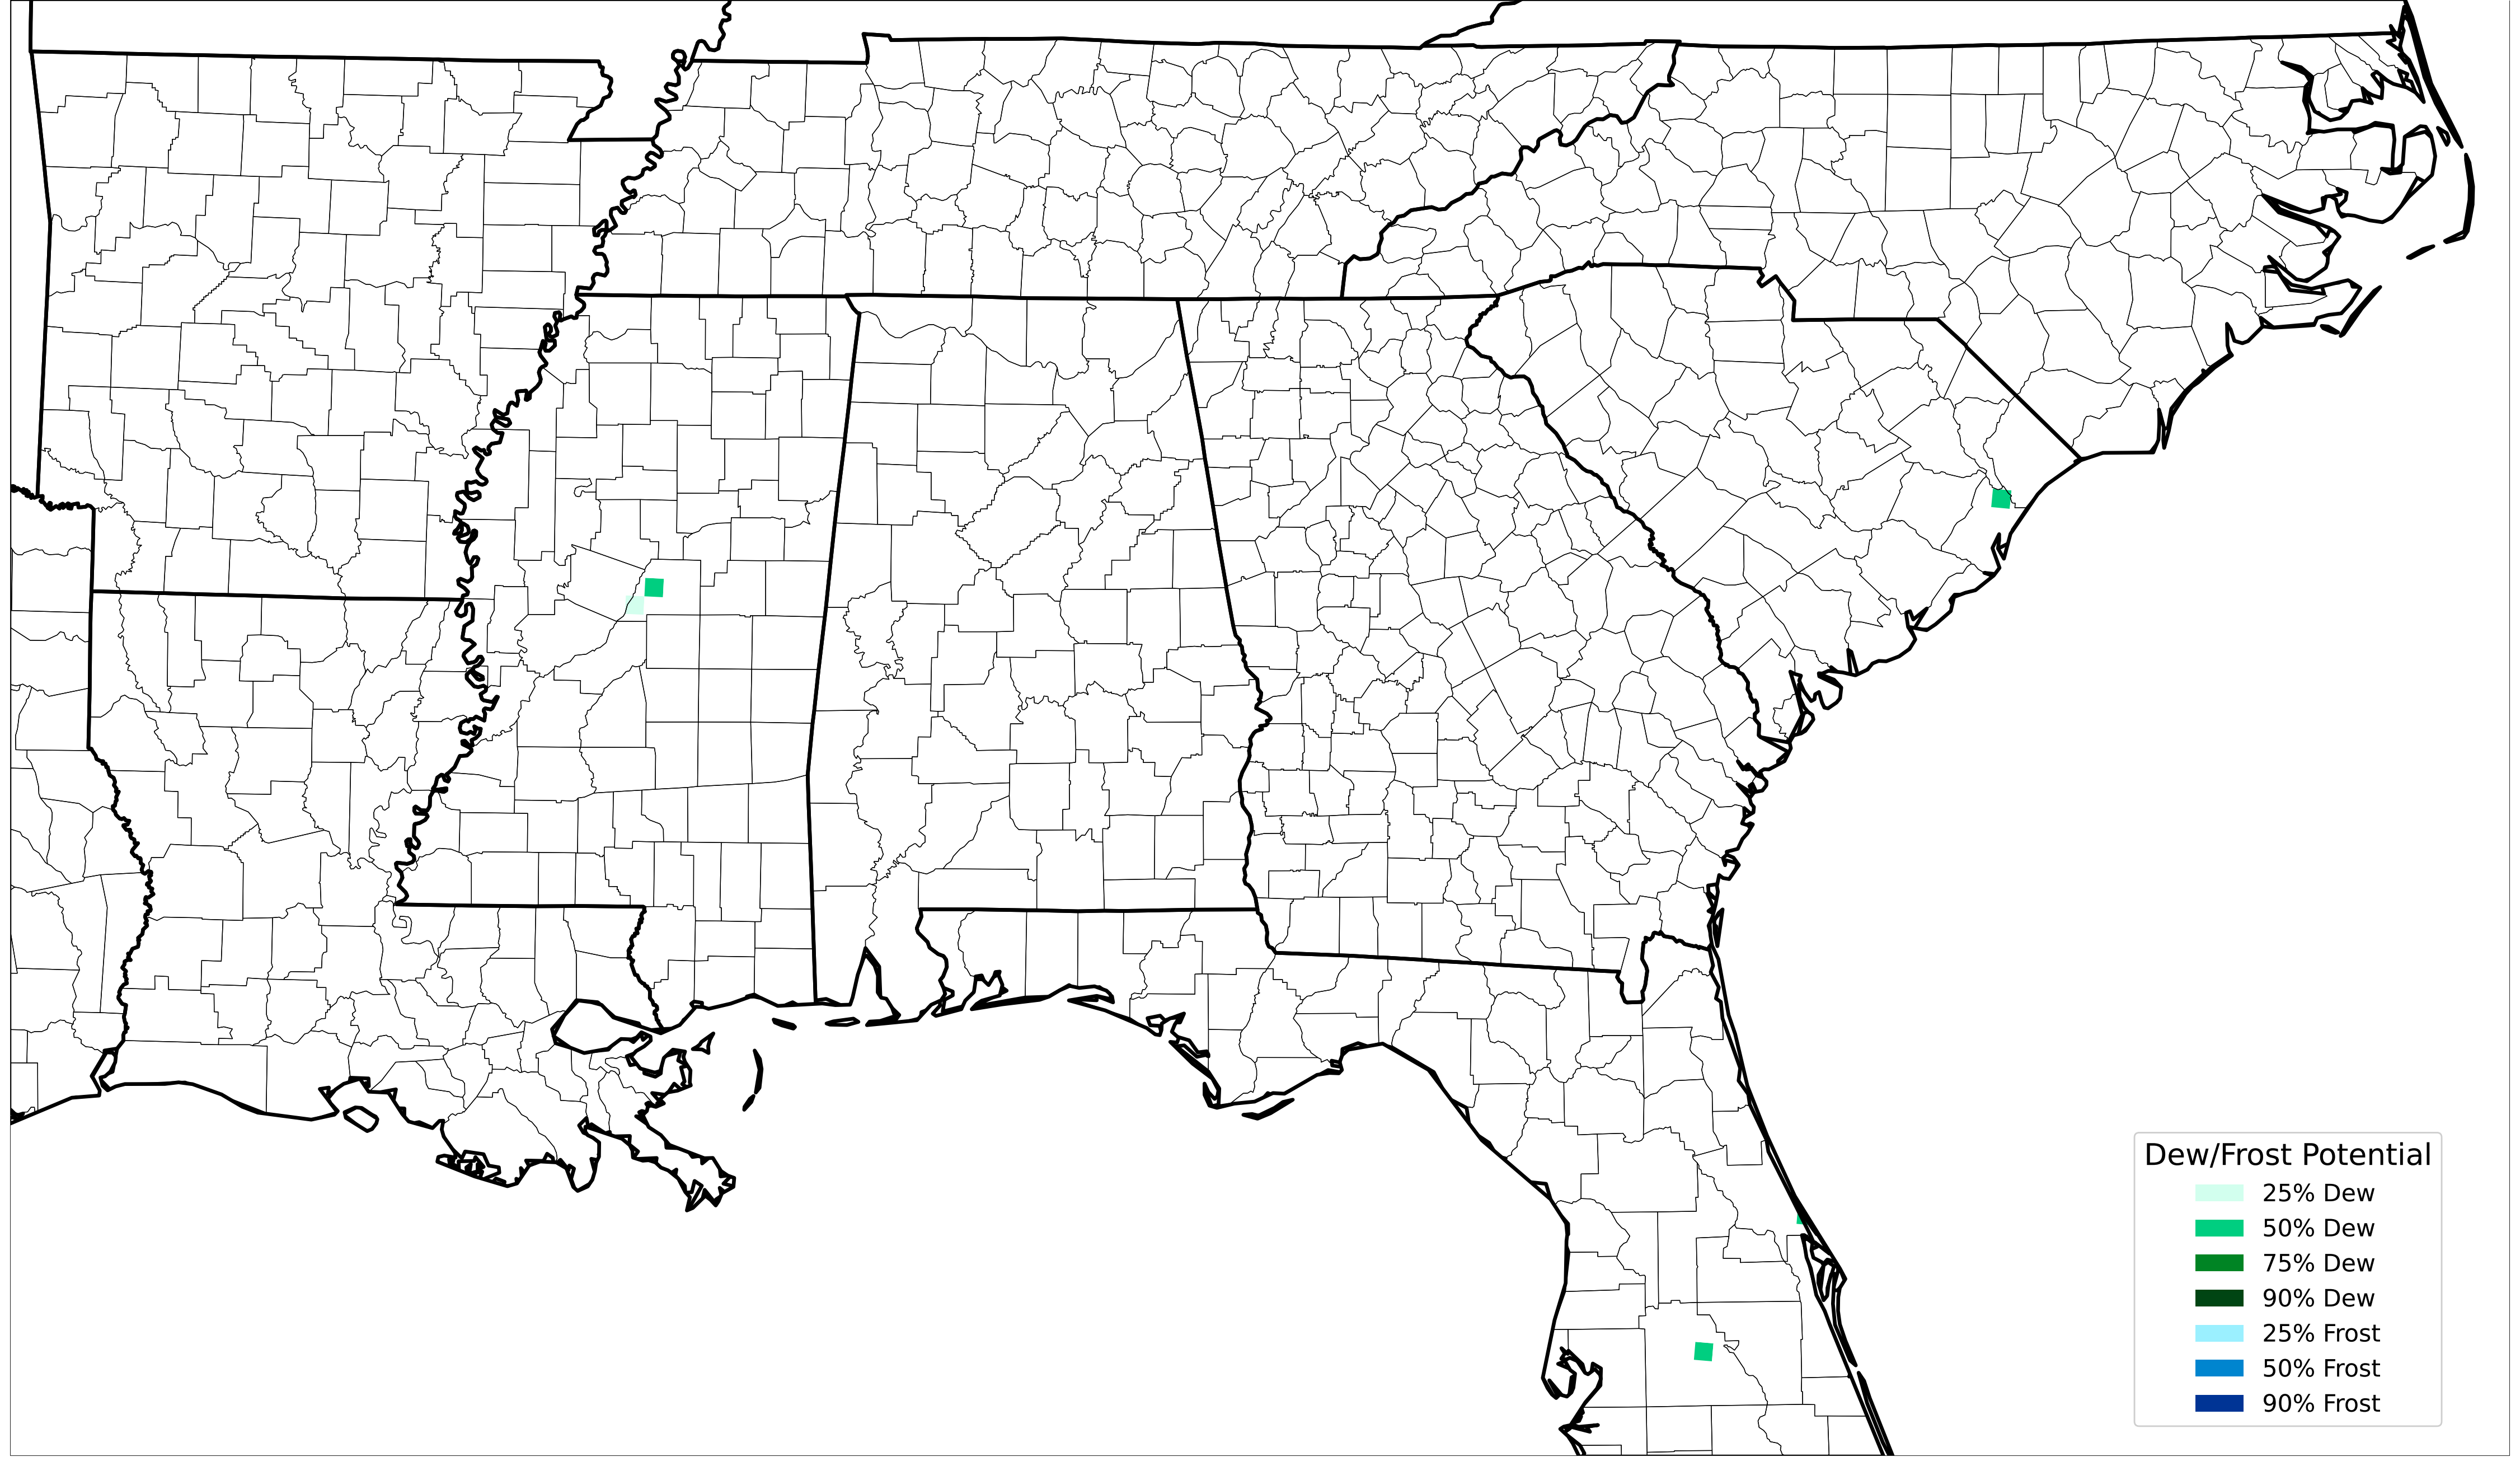 Dew/Frost Potential
25% Dew
50% Dew
75% Dew
90% Dew
25% Frost
50% Frost
90% Frost